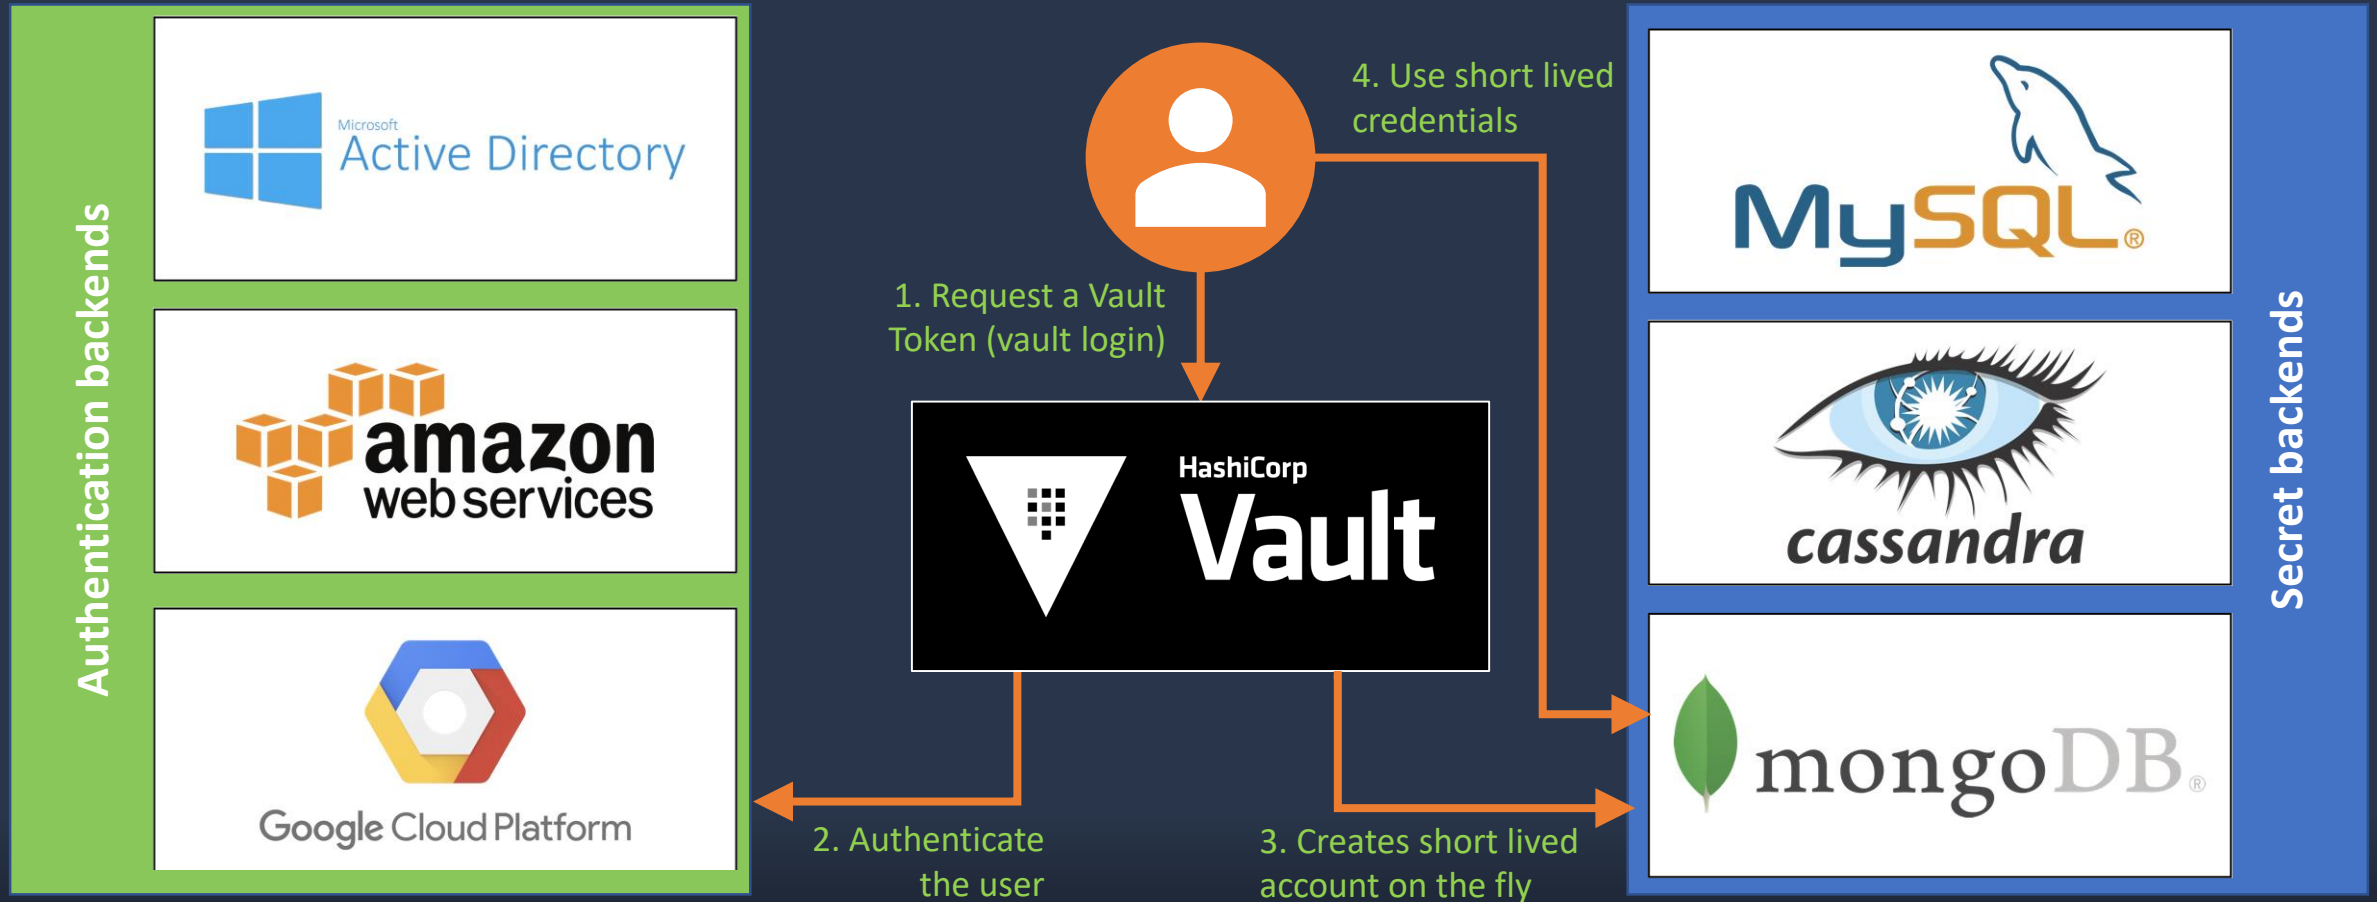 Authentication backends
Microsoft
Active Directory
amazon
web services
Google Cloud Platform
1. Request a Vault
Token (vault login)
HashiCorp
Vault
2. Authenticate
the user
3. Creates short lived
account on the fly
4. Use short lived
credentials
MySQL®
cassandra
mongoDB®
Secret backends